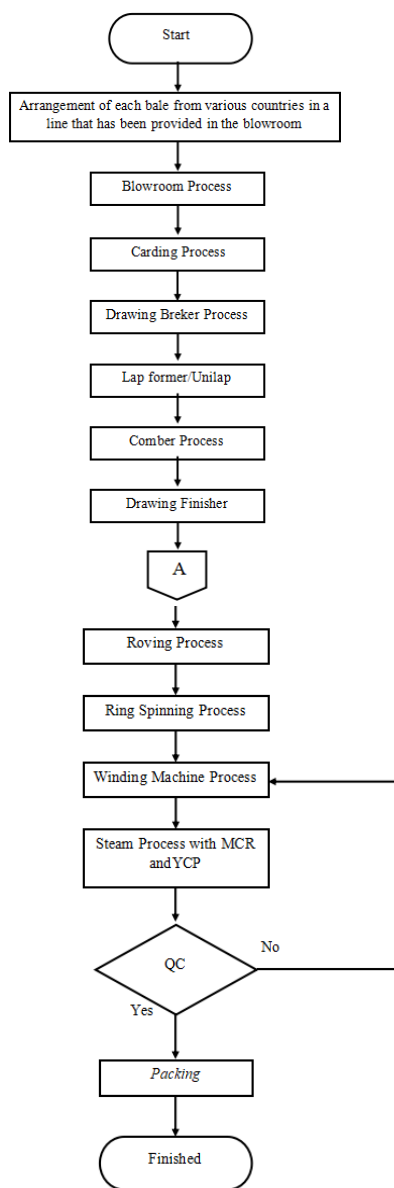 Start
Arrangement of each bale from various countries in a
line that has been provided in the blowroom
Blowroom Process
Carding Process
Drawing Breker Process
Lap former/Unilap
Comber Process
Drawing Finisher
A
Roving Process
Ring Spinning Process
Winding Machine Process
Steam Process with MCR
and YCP
No
QC
Yes
Packing
Finished